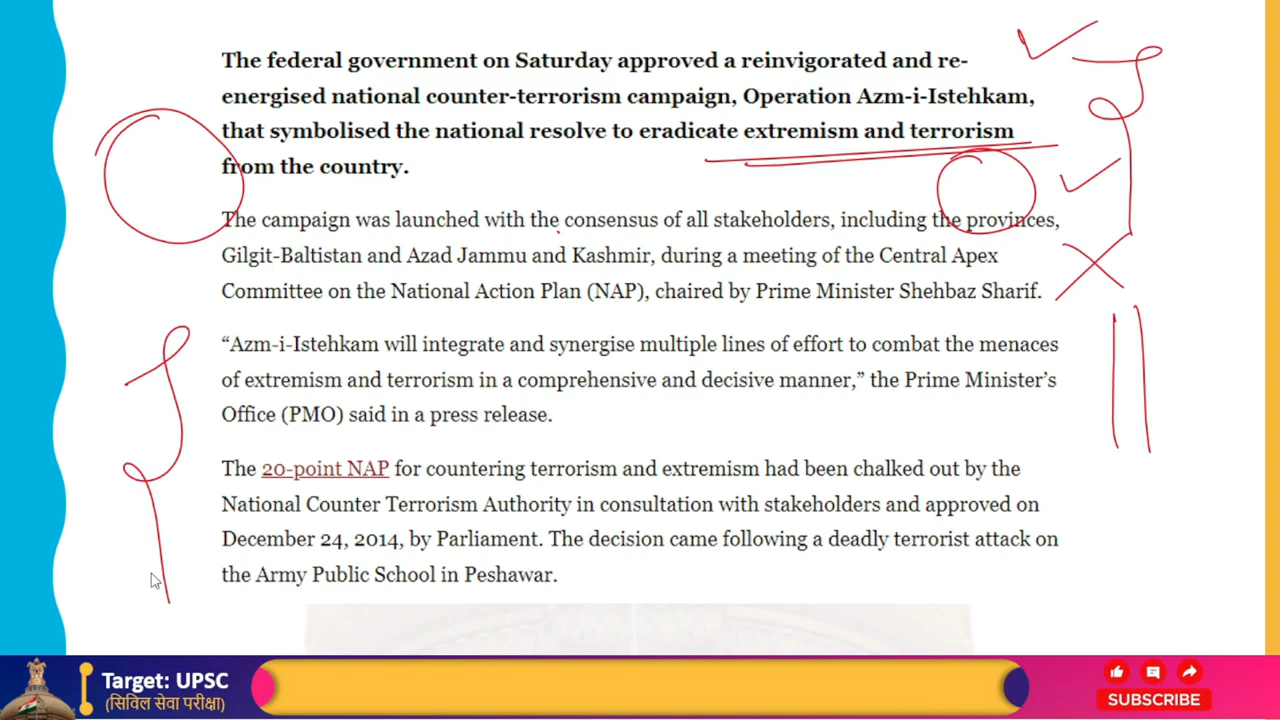 The federal government on Saturday approved a reinvigorated and re-
energised national counter-terrorism campaign, Operation Azm-i-Istehkam,
that symbolised the national resolve to eradicate extremism and terrorism
from the country.
The campaign was launched with the consensus of all stakeholders, including the provinces,
Gilgit-Baltistan and Azad Jammu and Kashmir, during a meeting of the Central Apex
Committee on the National Action Plan (NAP), chaired by Prime Minister Shehbaz Sharif.
“Azm-i-Istehkam will integrate and synergise multiple lines of effort to combat the menaces
of extremism and terrorism in a comprehensive and decisive manner,” the Prime Minister’s
Office (PMO) said in a press release.
The 20-point NAP for countering terrorism and extremism had been chalked out by the
National Counter Terrorism Authority in consultation with stakeholders and approved on
December 24, 2014, by Parliament. The decision came following a deadly terrorist attack on
the Army Public School in Peshawar.
Target: UPSC
(सिविल सेवा परीक्षा)
SUBSCRIBE